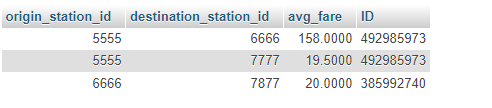 origin_station_id destination_station_id avg_fare ID
5555 6666 158.0000 492985973
5555 7777 19.5000 492985973
6666 7877 20.0000 385992740